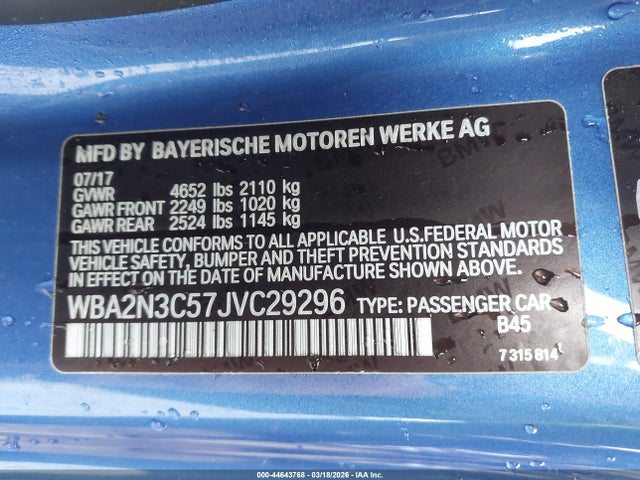 MFD BY BAYERISCHE MOTOREN WERKE AG
07/17
GVWR 4652 lbs 2110 kg
GAWR FRONT 2249 lbs 1020 kg
GAWR REAR 2524 lbs 1145 kg
THIS VEHICLE CONFORMS TO ALL APPLICABLE U.S.FEDERAL MOTOR
VEHICLE SAFETY, BUMPER AND THEFT PREVENTION STANDARDS
IN EFFECT ON THE DATE OF MANUFACTURE SHOWN ABOVE.
WBA2N3C57JVC29296 TYPE: PASSENGER CAR
B45
7 315 814
000-44643768 - 03/18/2026 - IAA Inc.